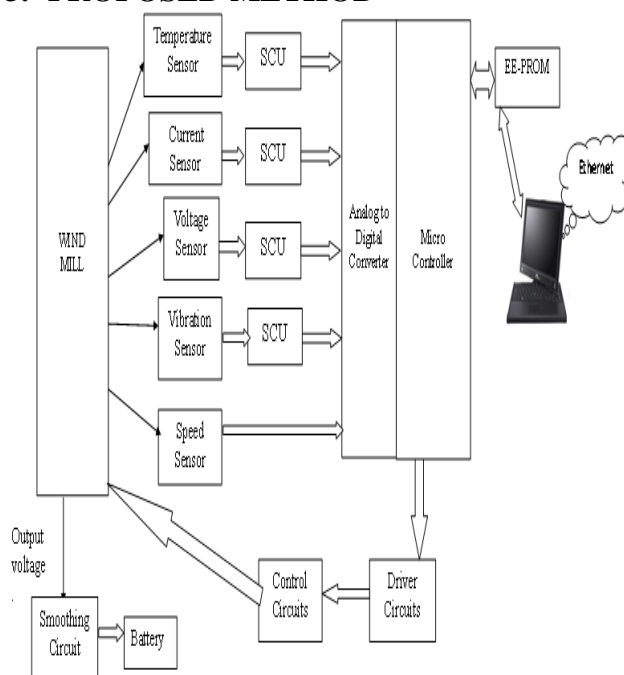 3. PROPOSED METHOD
Temperature
Sensor
SCU
EE-PROM
Current
Sensor
SCU
Ethernet
Voltage
Sensor
SCU
Analog to
Digital
Converter
Micro
Controller
WIND
MILL
Vibration
Sensor
SCU
Speed
Sensor
Output
voltage
.
Control
Circuits
Driver
Circuits
Smoothing
Circuit
Battery